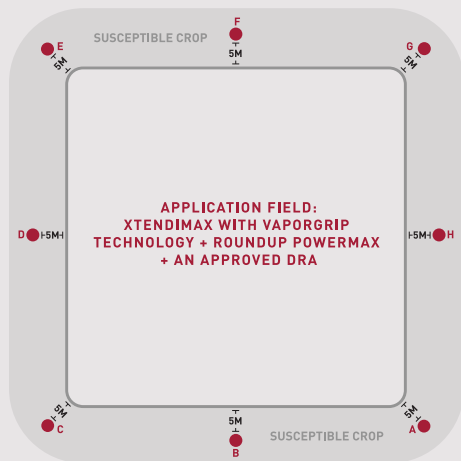 F
E
SUSCEPTIBLE CROP
G
5M
5M
5M
APPLICATION FIELD:
XTENDIMAX WITH VAPORGRIP
TECHNOLOGY + ROUNDUP POWERMAX
+ AN APPROVED DRA
D 5M
5M H
5M
5M
5M
C
A
B
SUSCEPTIBLE CROP